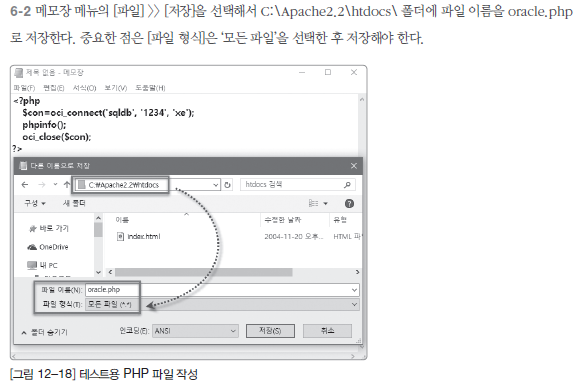 6-2 메모장 메뉴의 [파일] 〉〉 [저장]을 선택해서 C:\Apache2.2\htdocs\ 폴더에 파일 이름을 oracle.php
로 저장한다. 중요한 점은 [파일 형식]은 '모든 파일'을 선택한 후 저장해야 한다.
제목 없음 - 메모장
파일(F) 편집(E) 서식(O) 보기(V) 도움말(H)
<?php
$con=oci_connect('sqldb', '1234', 'xe');
phpinfo();
oci_close($con);
?>
다른 이름으로 저장
C:₩Apache2.2₩htdocs
htdocs 검색
구성 새 폴더
이름 수정한 날짜 유형
바로 가기
index.html 2004-11-20 오후... HTML 파
OneDrive
내 PC
파일 이름(N): oracle.php
파일 형식(T): 모든 파일 (*.*)
폴더 숨기기 인코딩(E): ANSI 저장(S) 취소
[그림 12-18] 테스트용 PHP 파일 작성